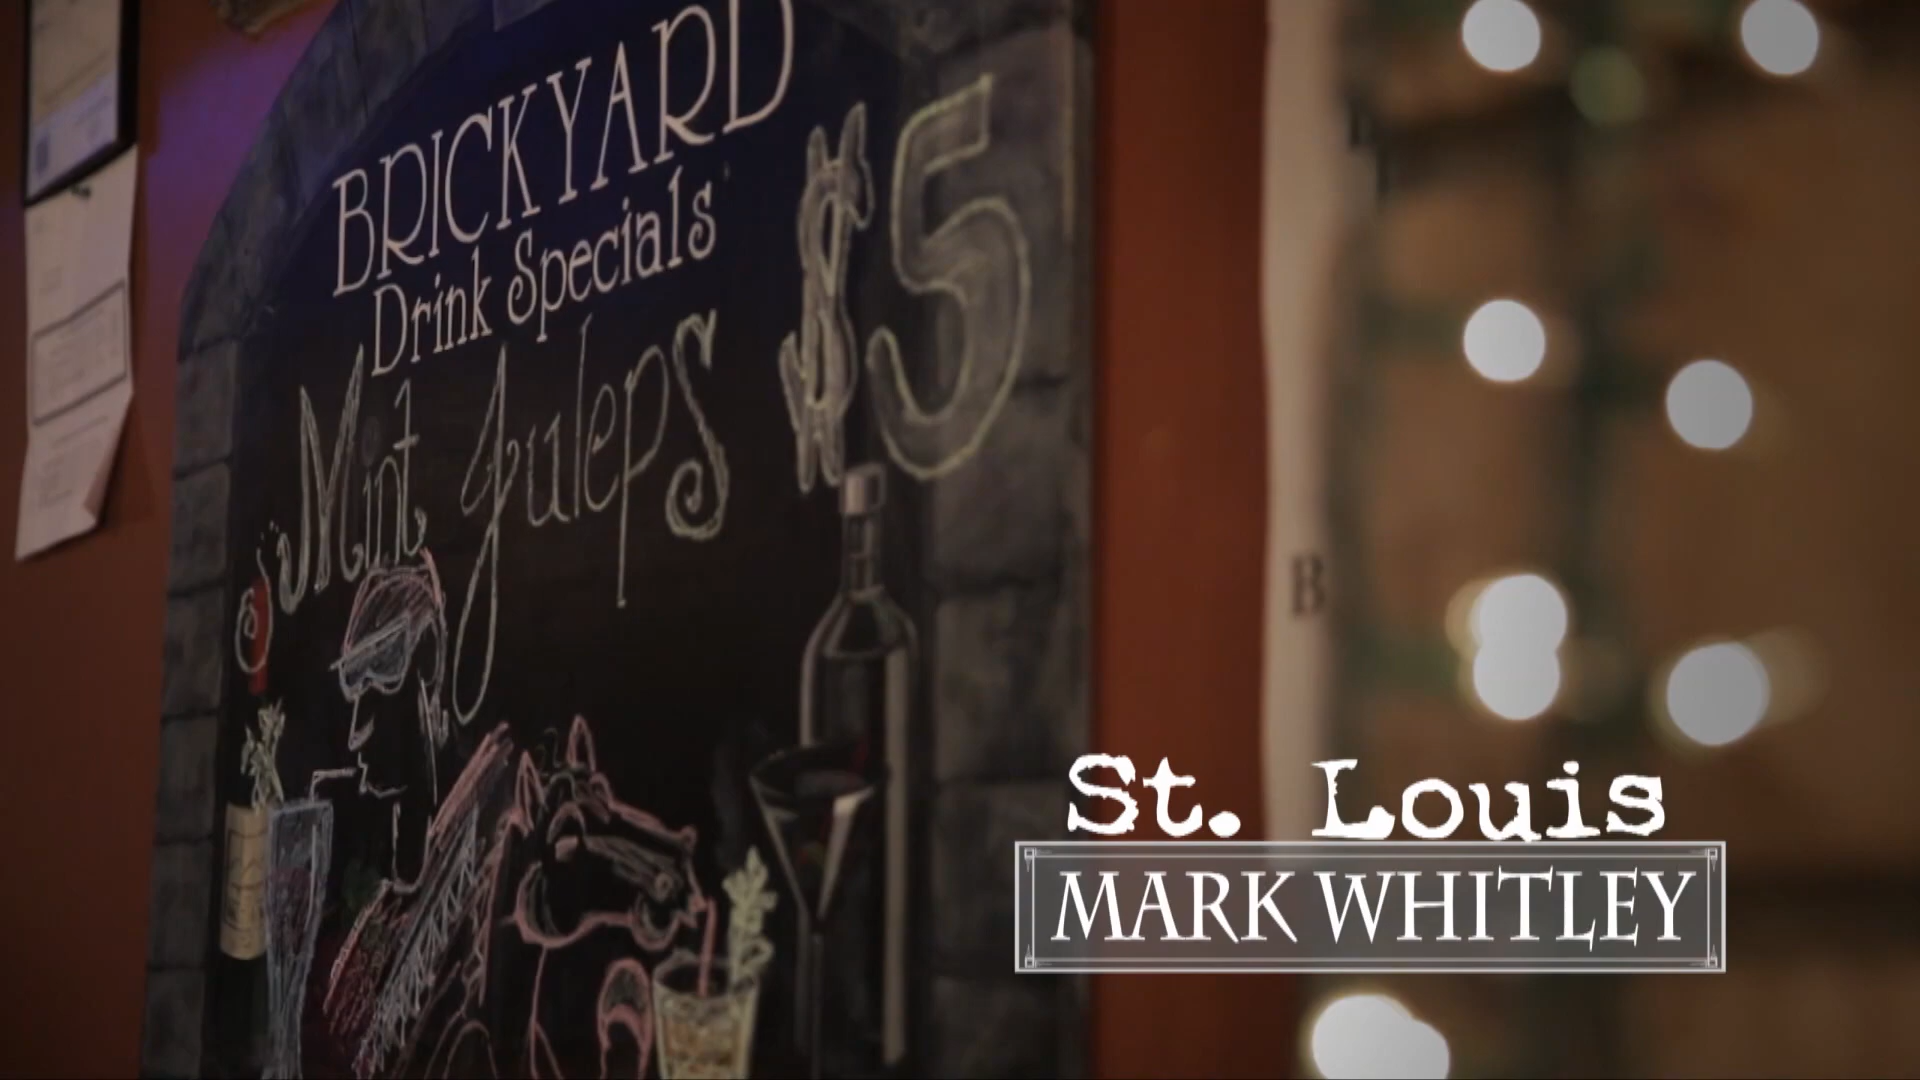 BRICKYARD
Drink Specials
Mint Juleps
$5
B
St. Louis
MARK WHITLEY